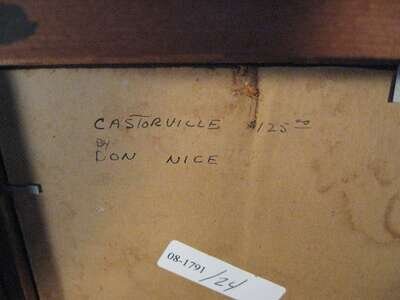 CASTORVILLE $125.00
BY
DON NICE
08-1791/24